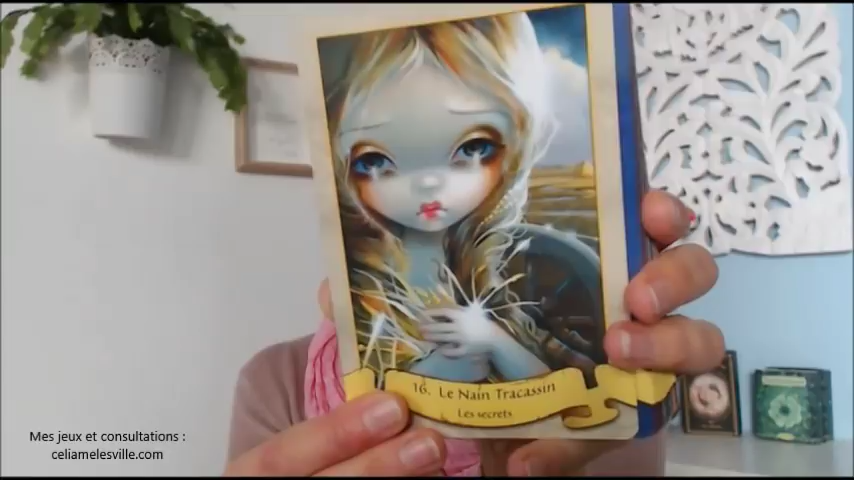 16. Le Nain Tracassin
Les secrets
Mes jeux et consultations :
celiamelesville.com